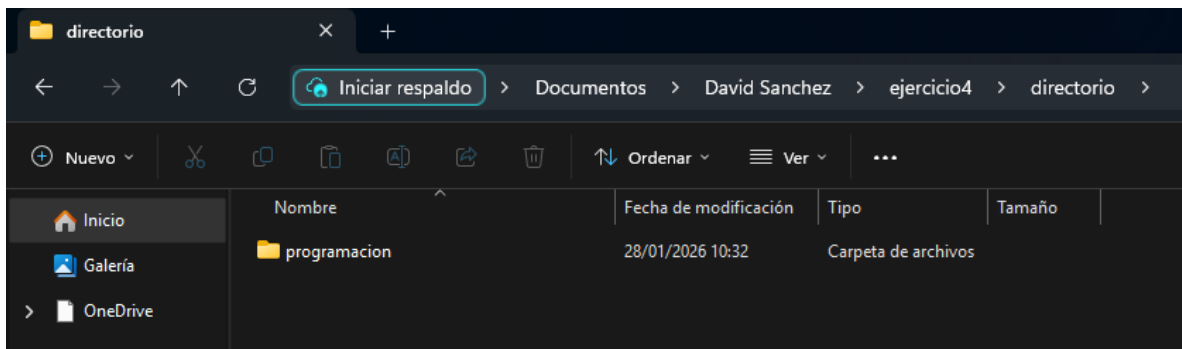 directorio
Iniciar respaldo > Documentos > David Sanchez > ejercicio4 > directorio >
Nuevo Ordenar Ver ...
Inicio
Galería
OneDrive
Nombre Fecha de modificación Tipo Tamaño
programacion 28/01/2026 10:32 Carpeta de archivos